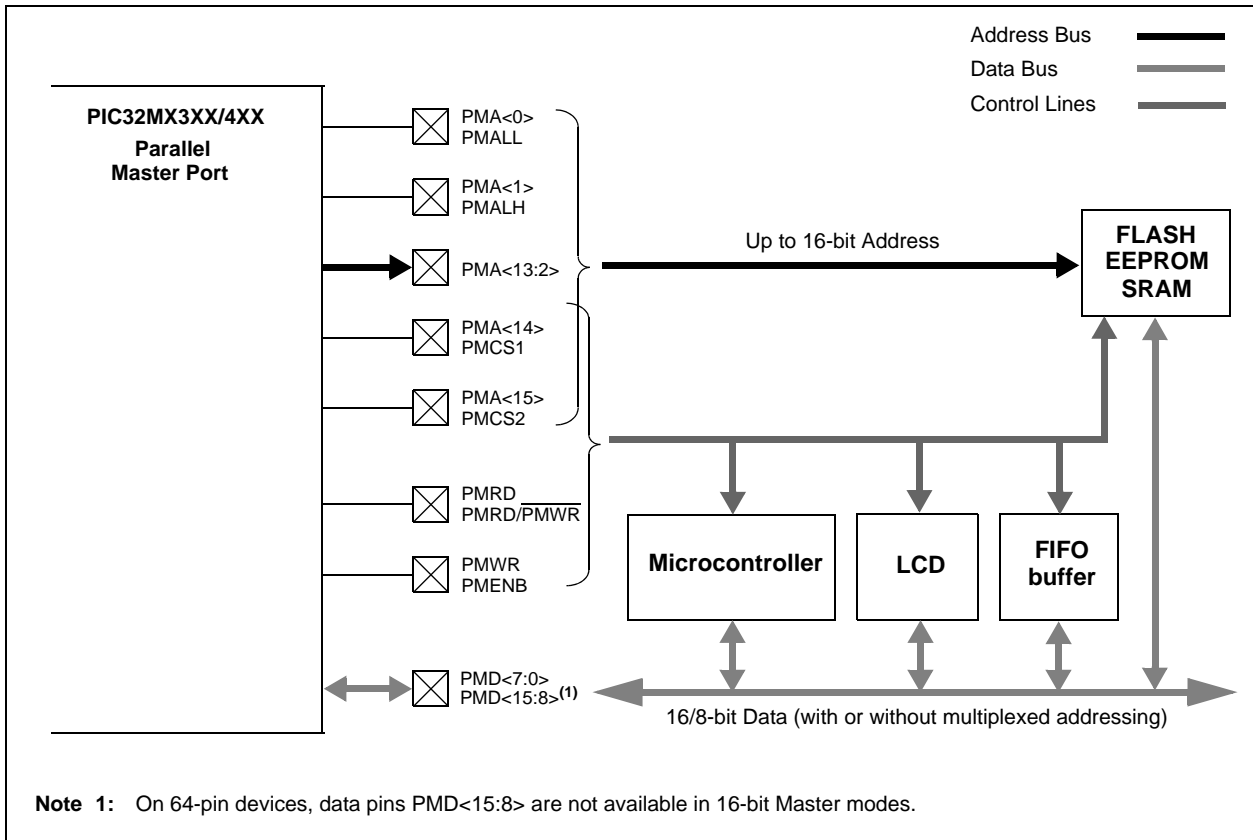 Address Bus
Data Bus
Control Lines
PIC32MX3XX/4XX
Parallel
Master Port
PMA<0>
PMALL
PMA<1>
PMALH
PMA<13:2>
PMA<14>
PMCS1
PMA<15>
PMCS2
PMRD
PMRD/PMWR
PMWR
PMENB
PMD<7:0>
PMD<15:8>(1)
Up to 16-bit Address
FLASH
EEPROM
SRAM
Microcontroller
LCD
FIFO
buffer
16/8-bit Data (with or without multiplexed addressing)
Note 1: On 64-pin devices, data pins PMD<15:8> are not available in 16-bit Master modes.